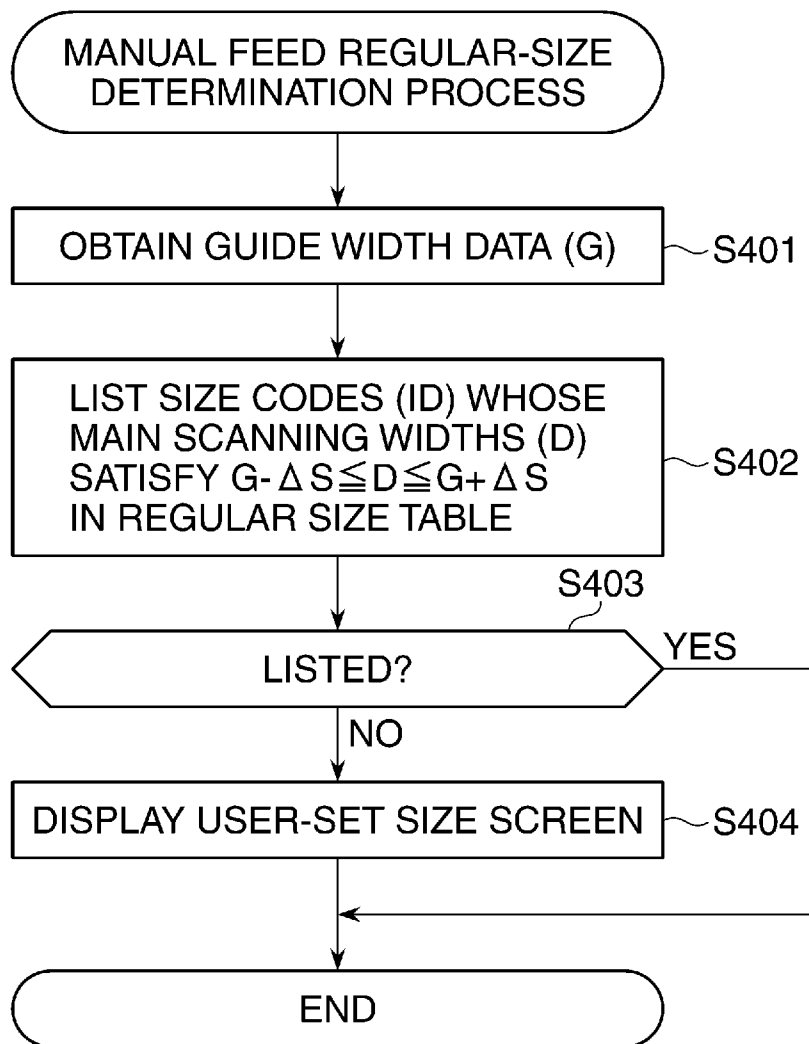 MANUAL FEED REGULAR-SIZE
DETERMINATION PROCESS
OBTAIN GUIDE WIDTH DATA (G)
S401
LIST SIZE CODES (ID) WHOSE
MAIN SCANNING WIDTHS (D)
SATISFY G-ΔS≦D≦G+ΔS
IN REGULAR SIZE TABLE
S402
S403
LISTED?
YES
NO
DISPLAY USER-SET SIZE SCREEN
S404
END